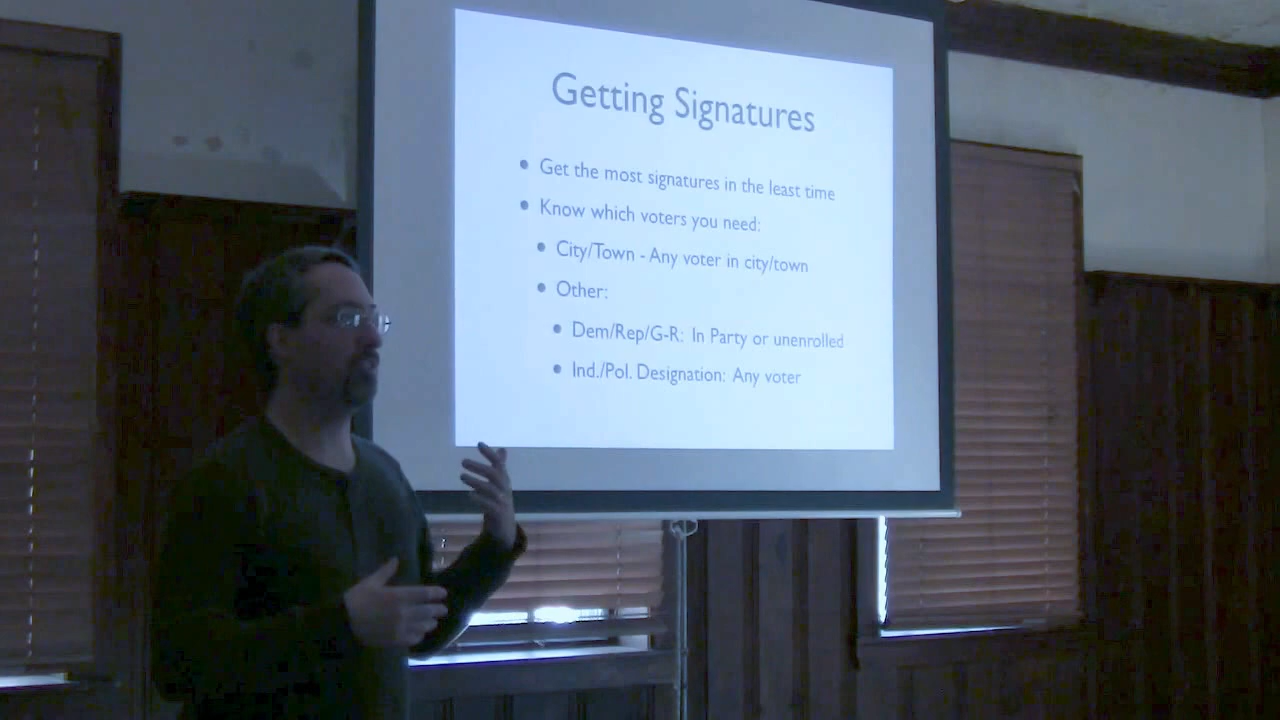 Getting Signatures
• Get the most signatures in the least time
• Know which voters you need:
• City/Town - Any voter in city/town
• Other:
• Dem/Rep/G-R: In Party or unenrolled
• Ind./Pol. Designation: Any voter